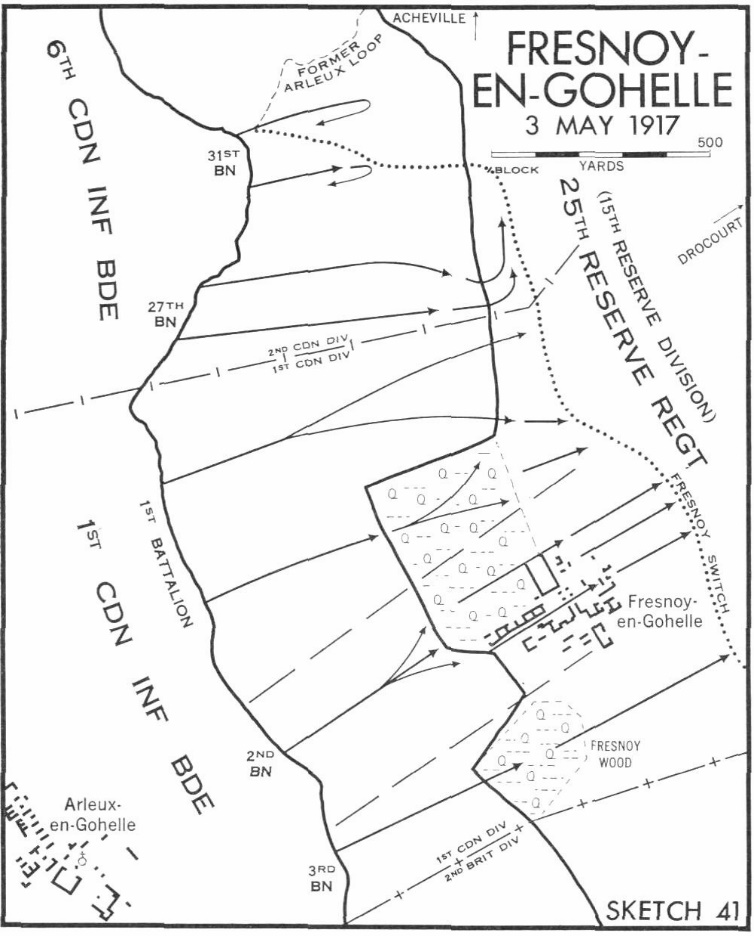 ACHEVILLE
FRESNOY-
EN-GOHELLE
3 MAY 1917
500
YARDS
FORMER
ARLEUX LOOP
6TH CDN INF BDE
31ST
BN
BLOCK
25TH RESERVE REGT
(15TH RESERVE DIVISION)
DROCOURT
27TH
BN
2ND CDN DIV
1ST CDN DIV
1ST BATTALION
1ST CDN INF BDE
FRESNOY SWITCH
Fresnoy-
en-Gohelle
2ND
BN
FRESNOY
WOOD
Arleux-
en-Gohelle
3RD
BN
1ST CDN DIV
2ND BRIT DIV
SKETCH 41